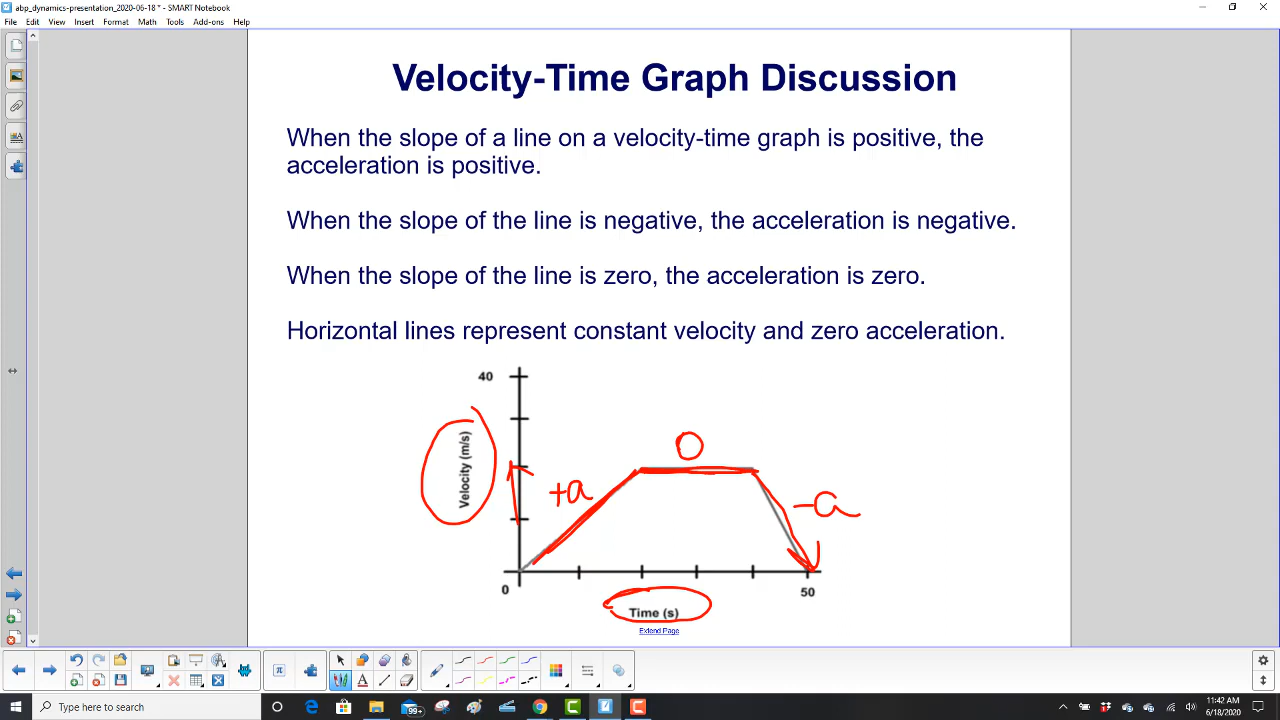 abp_dynamics-presentation_2020-06-18 * - SMART Notebook
File Edit View Insert Format Math Tools Add-ons Help
Velocity-Time Graph Discussion
When the slope of a line on a velocity-time graph is positive, the
acceleration is positive.
When the slope of the line is negative, the acceleration is negative.
When the slope of the line is zero, the acceleration is zero.
Horizontal lines represent constant velocity and zero acceleration.
40
Velocity (m/s)
+a
0
-a
0
50
Time (s)
Extend Page
Type here to search
99+
11:42 AM
6/18/2020